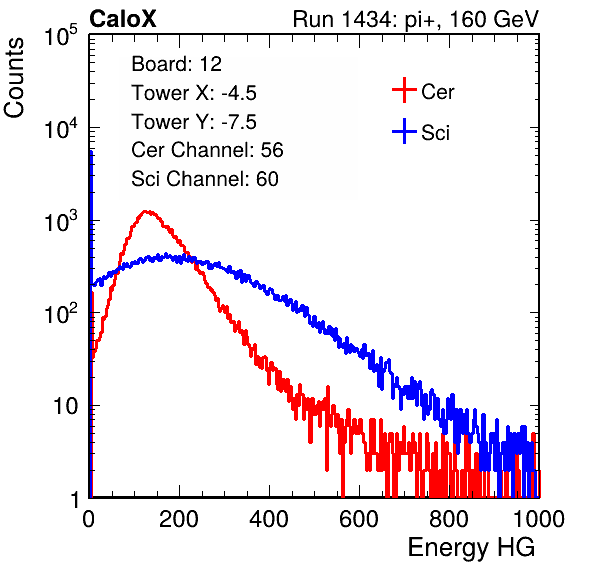 CaloX Run 1434: pi+, 160 GeV
Counts
Board: 12
Tower X: -4.5
Tower Y: -7.5
Cer Channel: 56
Sci Channel: 60
Cer
Sci
10^5
10^4
10^3
10^2
10
1
0 200 400 600 800 1000
Energy HG